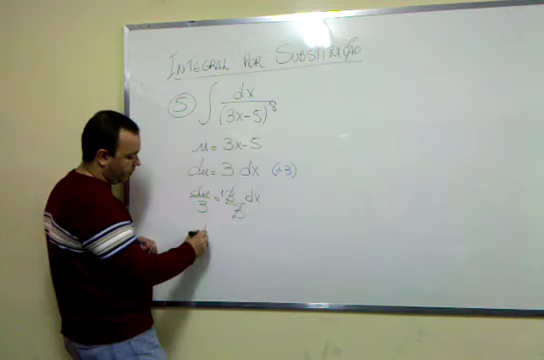 INTEGRAL POR SUBSTITUIÇÃO
5 ∫ dx / (3x-5)^8
u = 3x-5
du = 3 dx (÷3)
du/3 = 3/3 dx